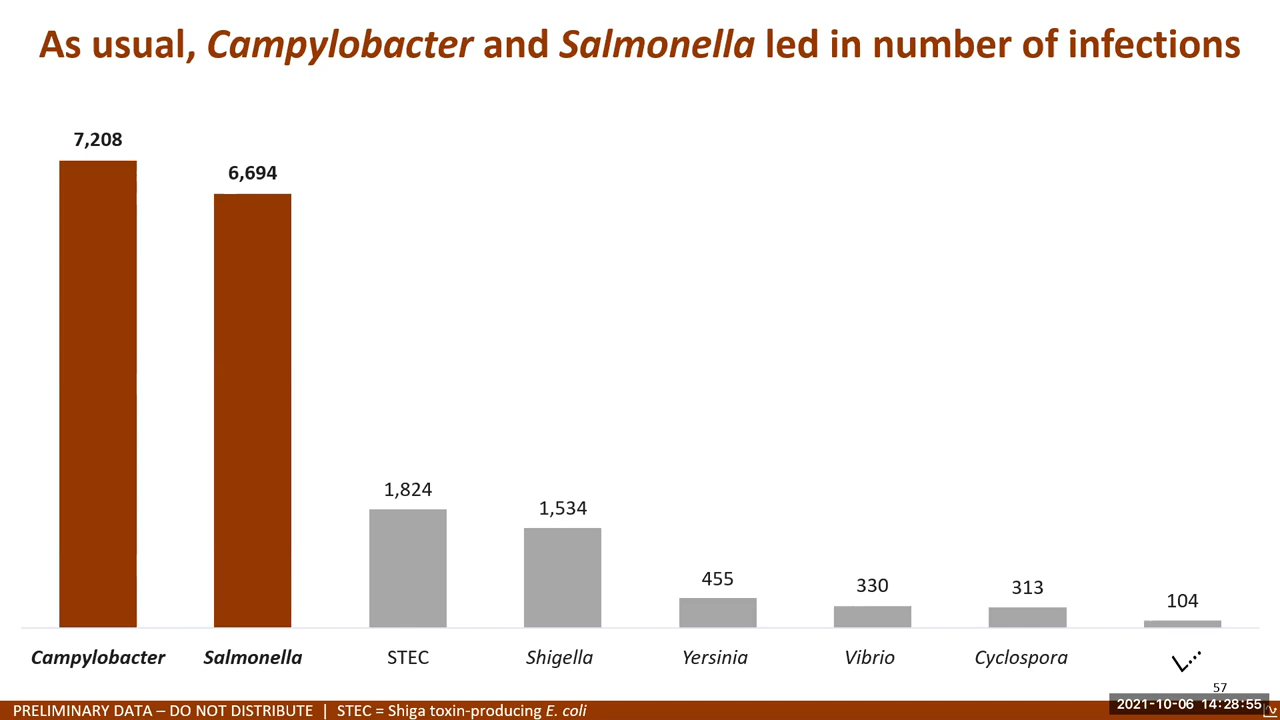 As usual, Campylobacter and Salmonella led in number of infections
7,208
6,694
1,824
1,534
455
330
313
104
Campylobacter
Salmonella
STEC
Shigella
Yersinia
Vibrio
Cyclospora
57
PRELIMINARY DATA – DO NOT DISTRIBUTE | STEC = Shiga toxin-producing E. coli
2021-10-06 14:28:55